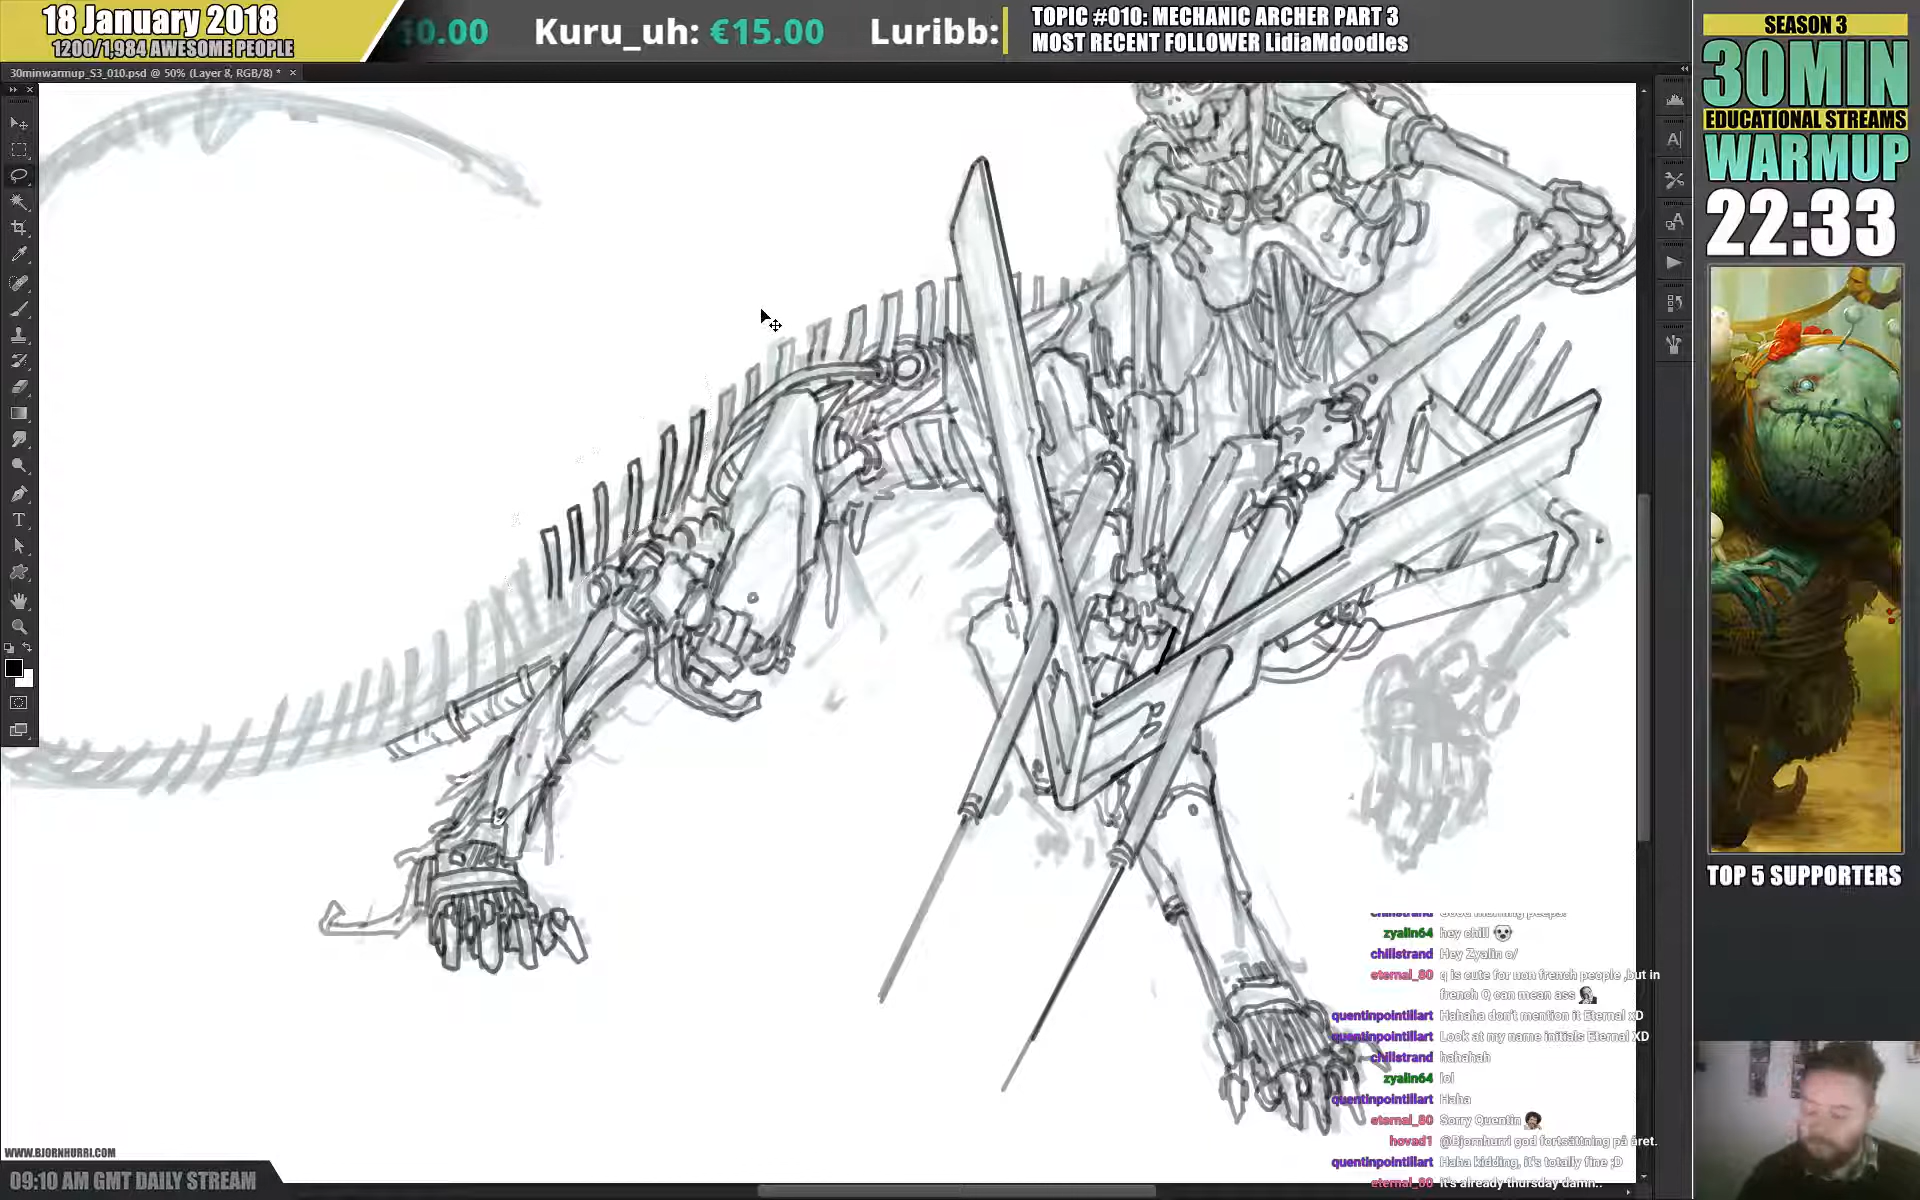 18 January 2018
1200/1,984 AWESOME PEOPLE
0.00 Kuru_uh: €15.00 Luribb:
TOPIC #010: MECHANIC ARCHER PART 3
MOST RECENT FOLLOWER LidiaMdoodles
30minwarmup_S3_010.psd @ 50% (Layer 8, RGB/8) * ×
SEASON 3
30MIN
EDUCATIONAL STREAMS
WARMUP
22:33
TOP 5 SUPPORTERS
chillstrand Good morning peeps!
zyalin64 hey chill
chillstrand Hey Zyalin o/
eternal_80 q is cute for non french people ,but in
french Q can mean ass
quentinpointillart Hahaha don't mention it Eternal xD
quentinpointillart Look at my name initials Eternal XD
chillstrand hahahah
zyalin64 lol
quentinpointillart Haha
eternal_80 Sorry Quentin
hovad1 @Bjornhurri god fortsättning på året.
quentinpointillart Haha kidding, it's totally fine ;D
eternal_80 it's already thursday damn..
WWW.BJORNHURRI.COM
09:10 AM GMT DAILY STREAM